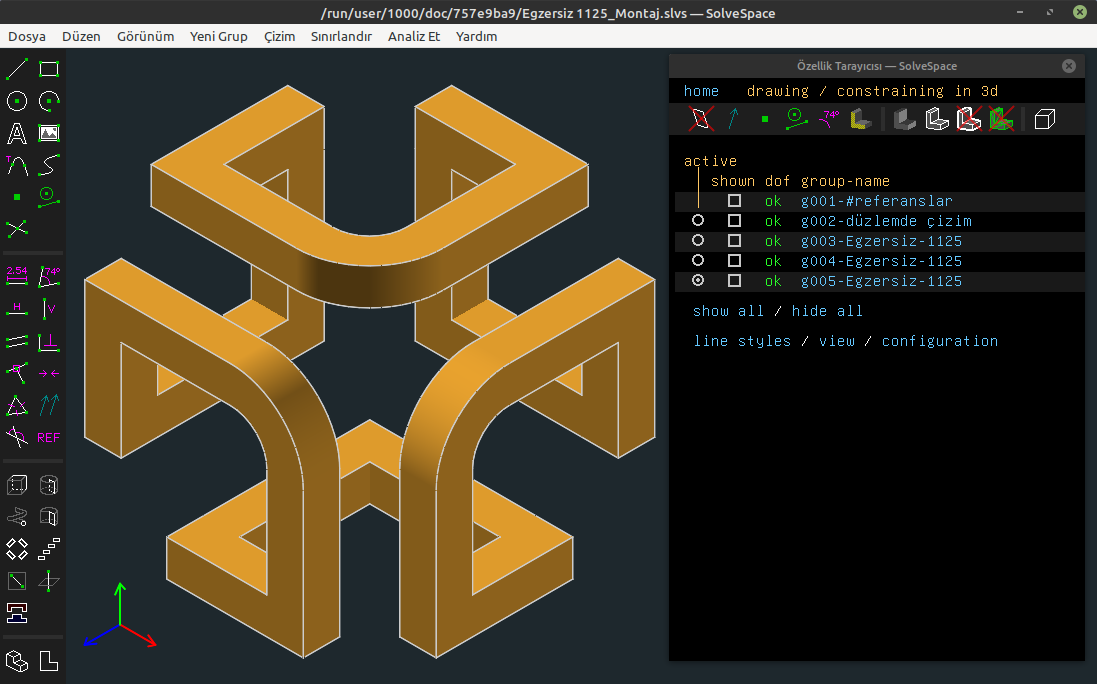 /run/user/1000/doc/757e9ba9/Egzersiz 1125_Montaj.slvs — SolveSpace
Dosya Düzen Görünüm Yeni Grup Çizim Sınırlandır Analiz Et Yardım
Özellik Tarayıcısı — SolveSpace
home drawing / constraining in 3d
74º
active
shown dof group-name
ok g001-#referanslar
ok g002-düzlemde çizim
ok g003-Egzersiz-1125
ok g004-Egzersiz-1125
ok g005-Egzersiz-1125
show all / hide all
line styles / view / configuration
A
T
2.54 74º
H V
REF